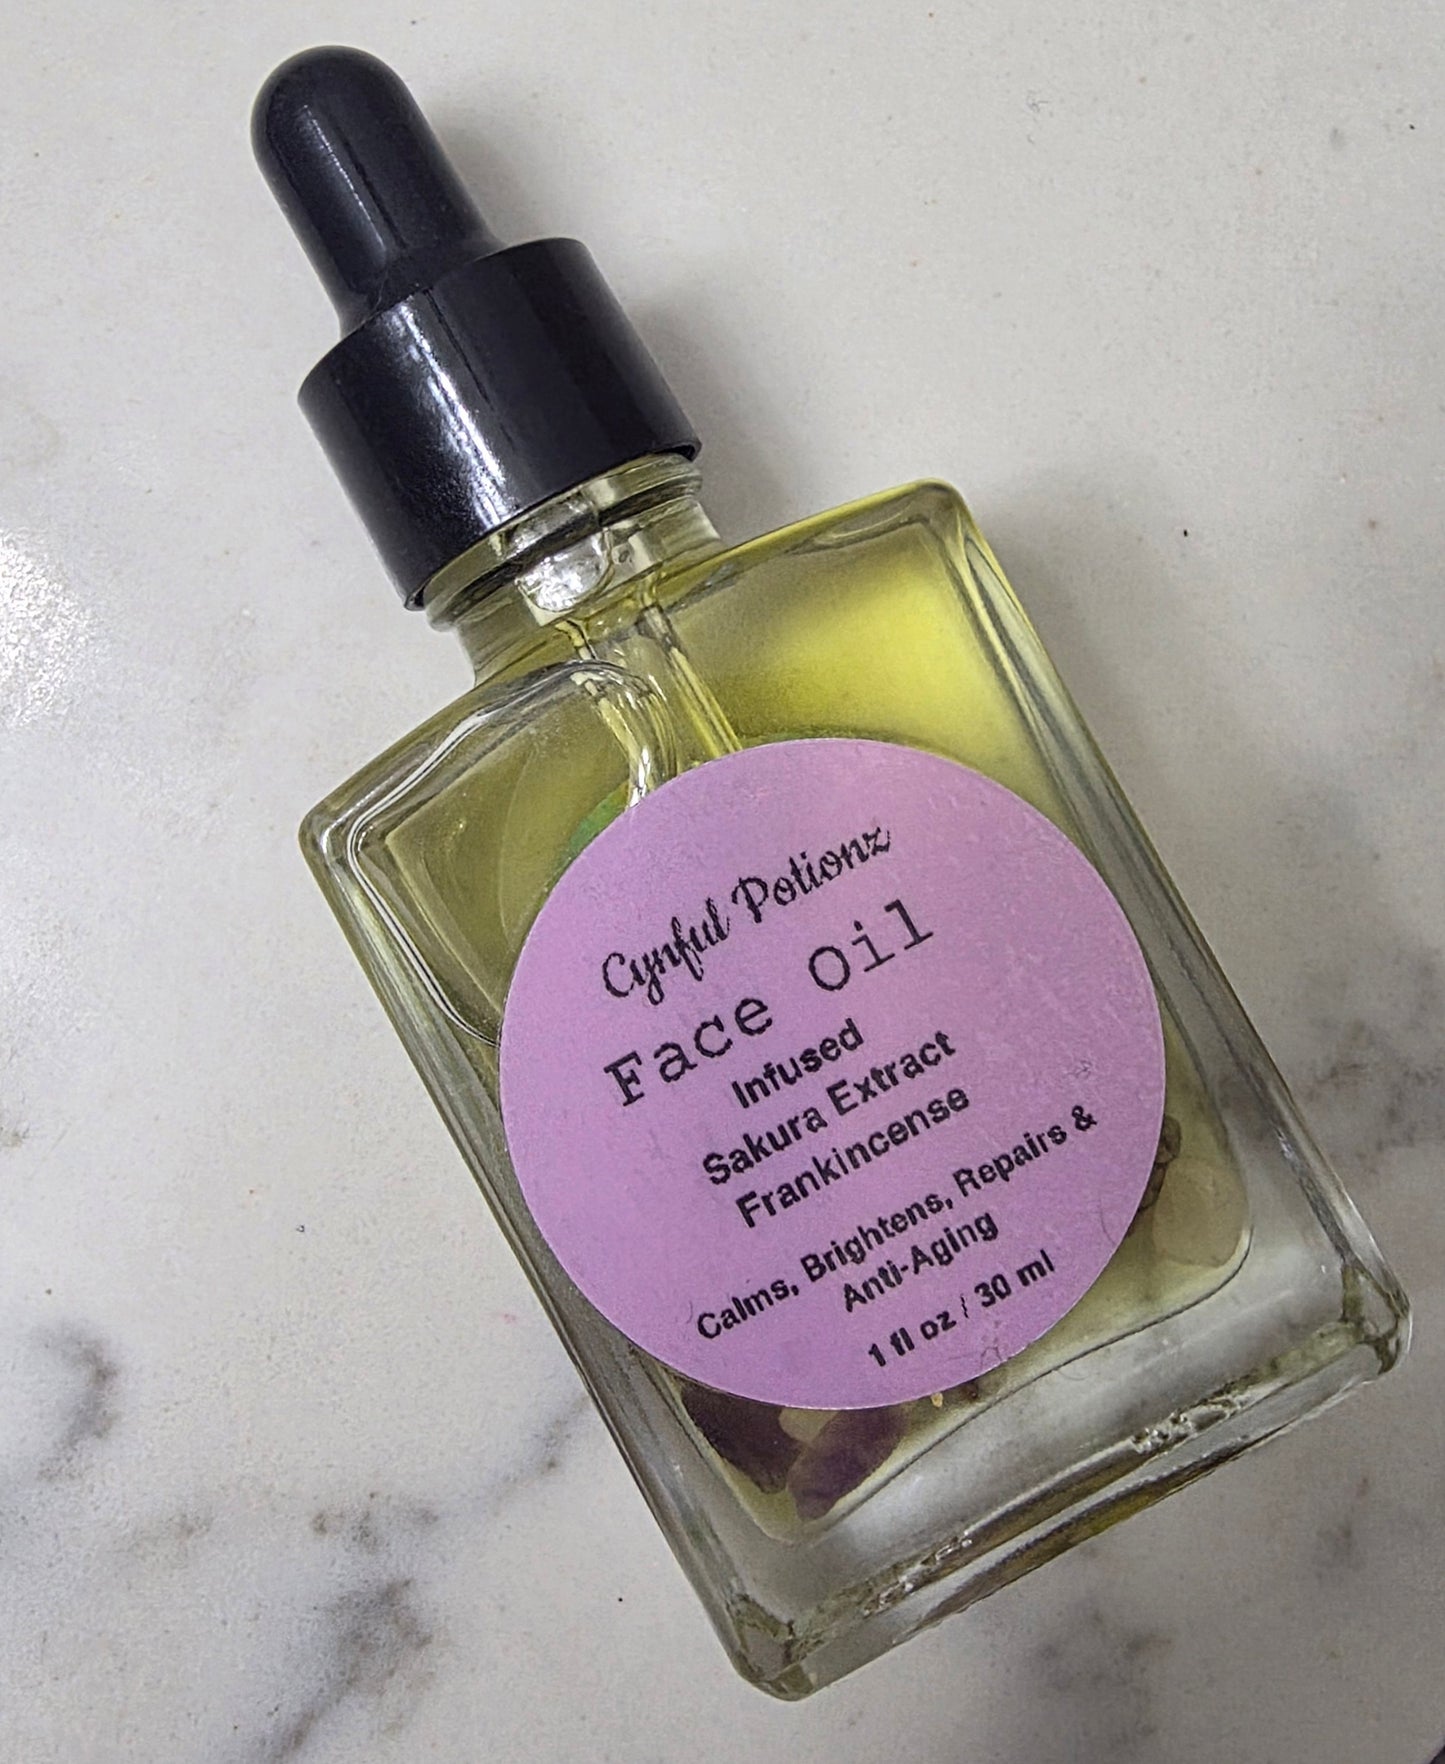 Cynful Potionz
Face Oil
Infused
Sakura Extract
Frankincense
Calms, Brightens, Repairs &
Anti-Aging
1 fl oz / 30 ml